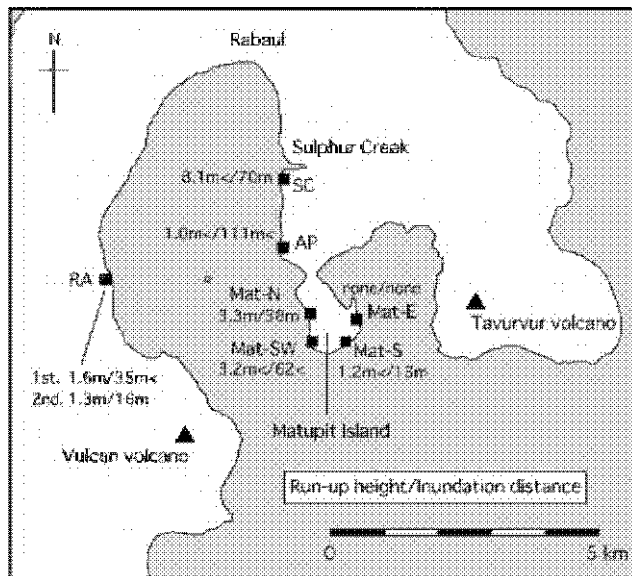 N
Rabaul
Sulphur Creek
8.1m</70m
SC
1.0m</111m<
AP
RA
none/none
Mat-N
3.3m/38m
Mat-E
Tavurvur volcano
Mat-SW
3.2m</62<
Mat-S
1.2m</13m
1st. 1.6m/35m<
2nd. 1.3m/16m
Matupit Island
Vulcan volcano
Run-up height/Inundation distance
0
5 km